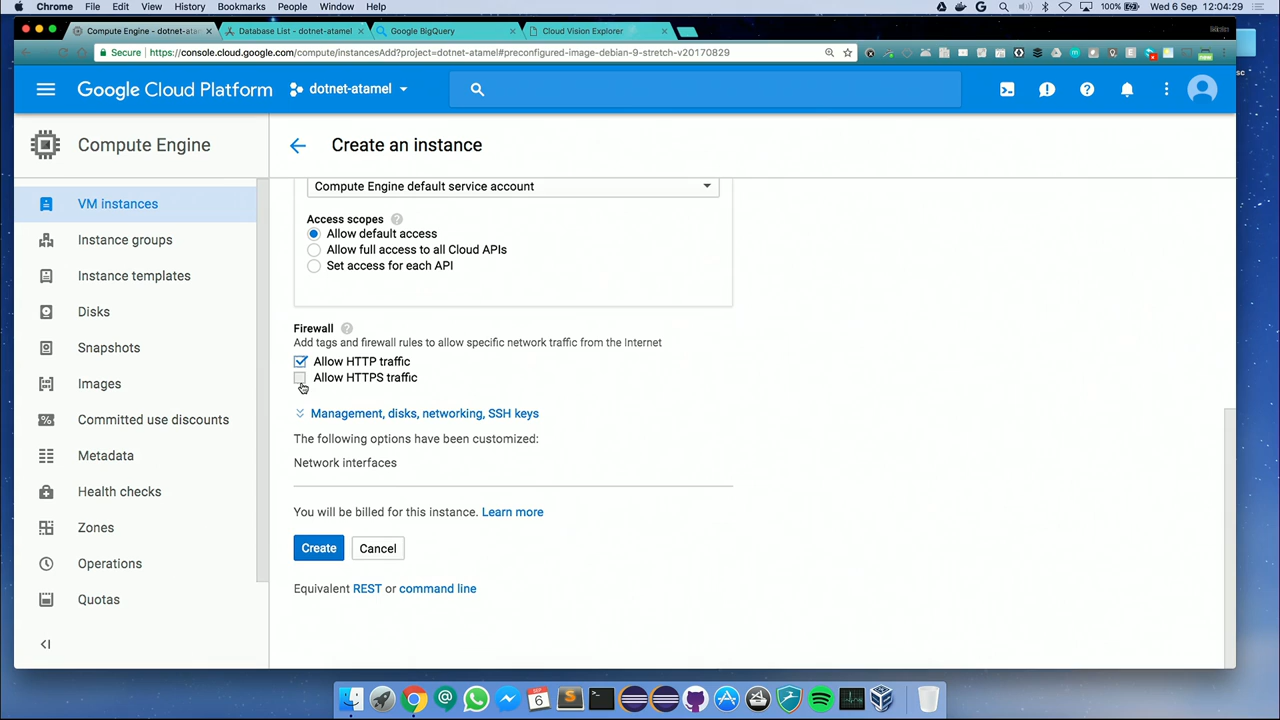 Chrome File Edit View History Bookmarks People Window Help 100% Wed 6 Sep 12:04:29
Compute Engine - dotnet-atamel × Database List - dotnet-atamel × Google BigQuery × Cloud Vision Explorer ×
Secure https://console.cloud.google.com/compute/instancesAdd?project=dotnet-atamel#preconfigured-image-debian-9-stretch-v20170829
Google Cloud Platform dotnet-atamel
Compute Engine
Create an instance
VM instances
Instance groups
Instance templates
Disks
Snapshots
Images
Committed use discounts
Metadata
Health checks
Zones
Operations
Quotas
Compute Engine default service account
Access scopes ?
Allow default access
Allow full access to all Cloud APIs
Set access for each API
Firewall ?
Add tags and firewall rules to allow specific network traffic from the Internet
Allow HTTP traffic
Allow HTTPS traffic
Management, disks, networking, SSH keys
The following options have been customized:
Network interfaces
You will be billed for this instance. Learn more
Create Cancel
Equivalent REST or command line